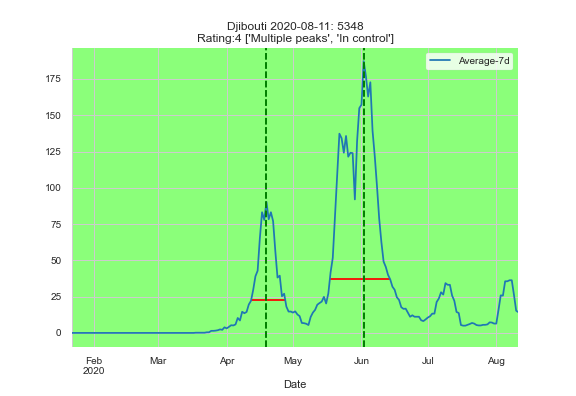 Djibouti 2020-08-11: 5348
Rating:4 ['Multiple peaks', 'In control']
Average-7d
175
150
125
100
75
50
25
0
Feb
2020
Mar
Apr
May
Jun
Jul
Aug
Date